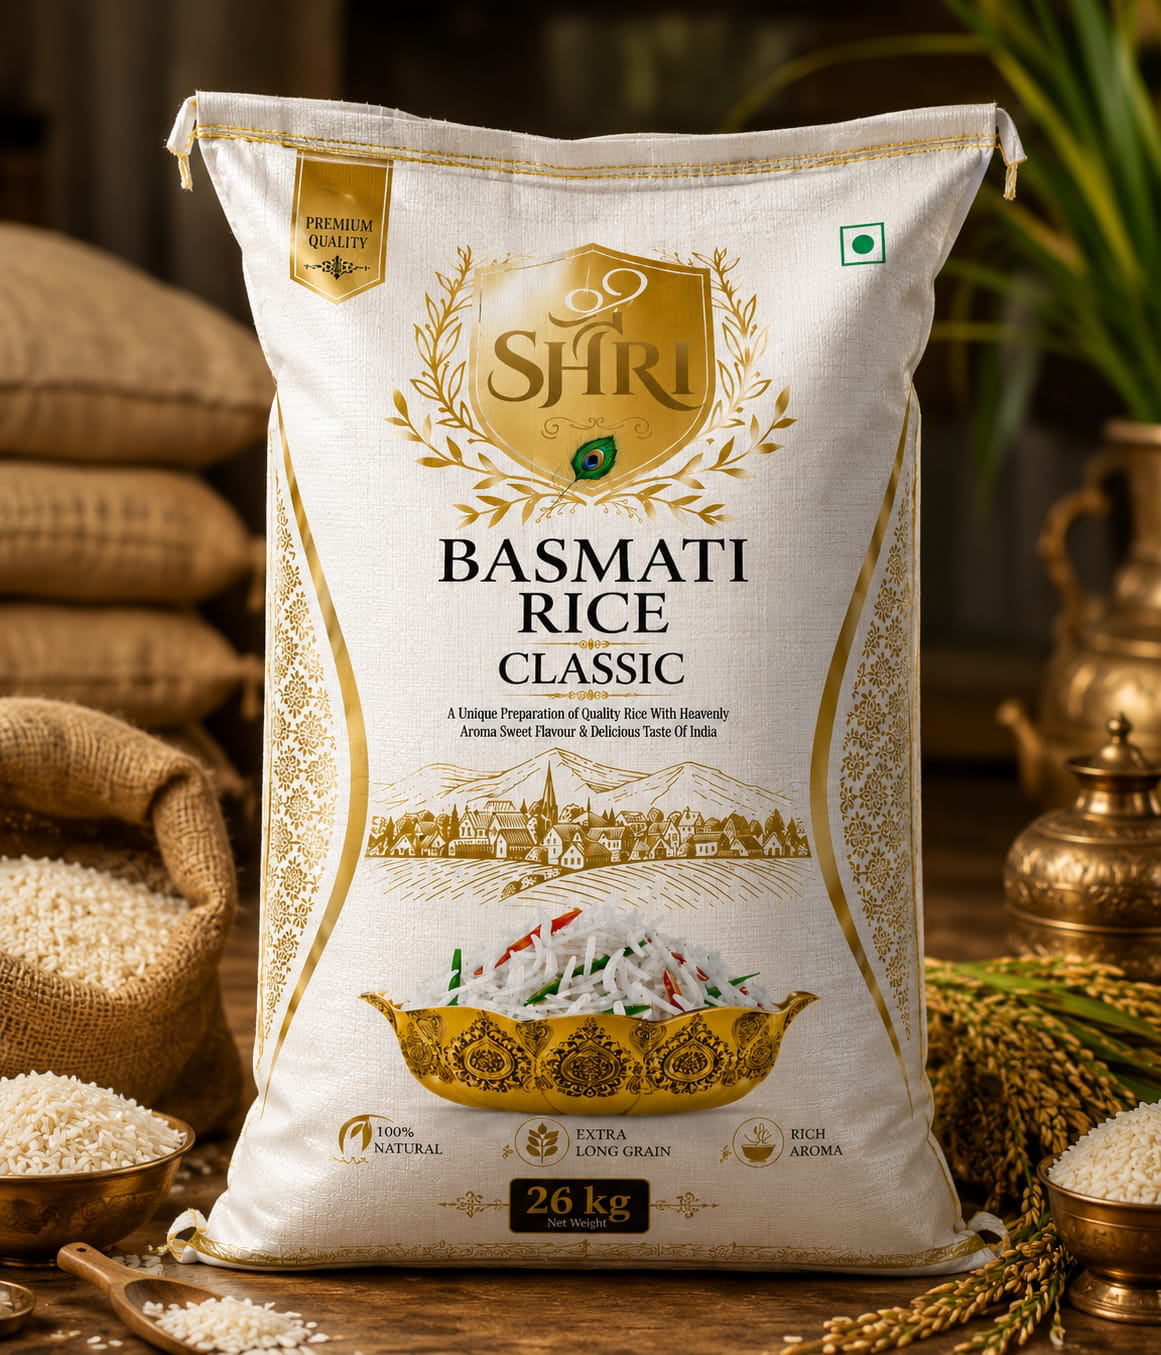 PREMIUM
QUALITY
SHRI
BASMATI
RICE
CLASSIC
A Unique Preparation of Quality Rice With Heavenly
Aroma Sweet Flavour & Delicious Taste Of India
100%
NATURAL
EXTRA
LONG GRAIN
RICH
AROMA
26 kg
Net Weight